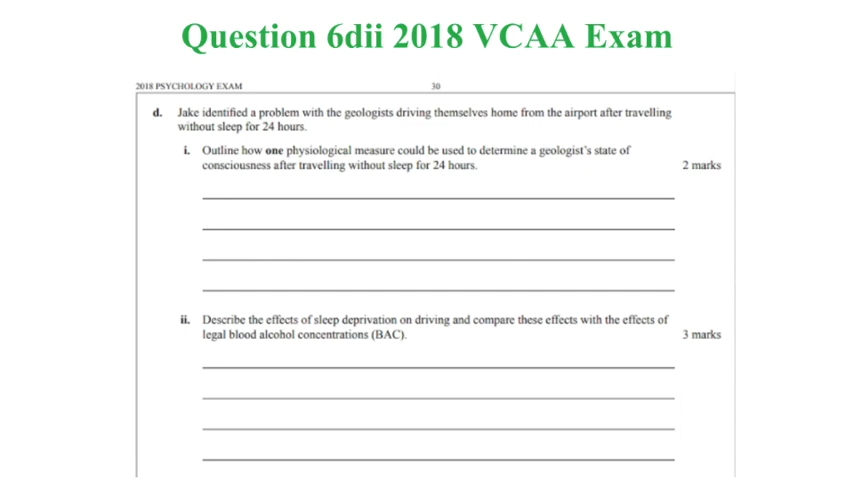 Question 6dii 2018 VCAA Exam
2018 PSYCHOLOGY EXAM 30
d. Jake identified a problem with the geologists driving themselves home from the airport after travelling
without sleep for 24 hours.
i. Outline how one physiological measure could be used to determine a geologist's state of
consciousness after travelling without sleep for 24 hours. 2 marks
ii. Describe the effects of sleep deprivation on driving and compare these effects with the effects of
legal blood alcohol concentrations (BAC). 3 marks